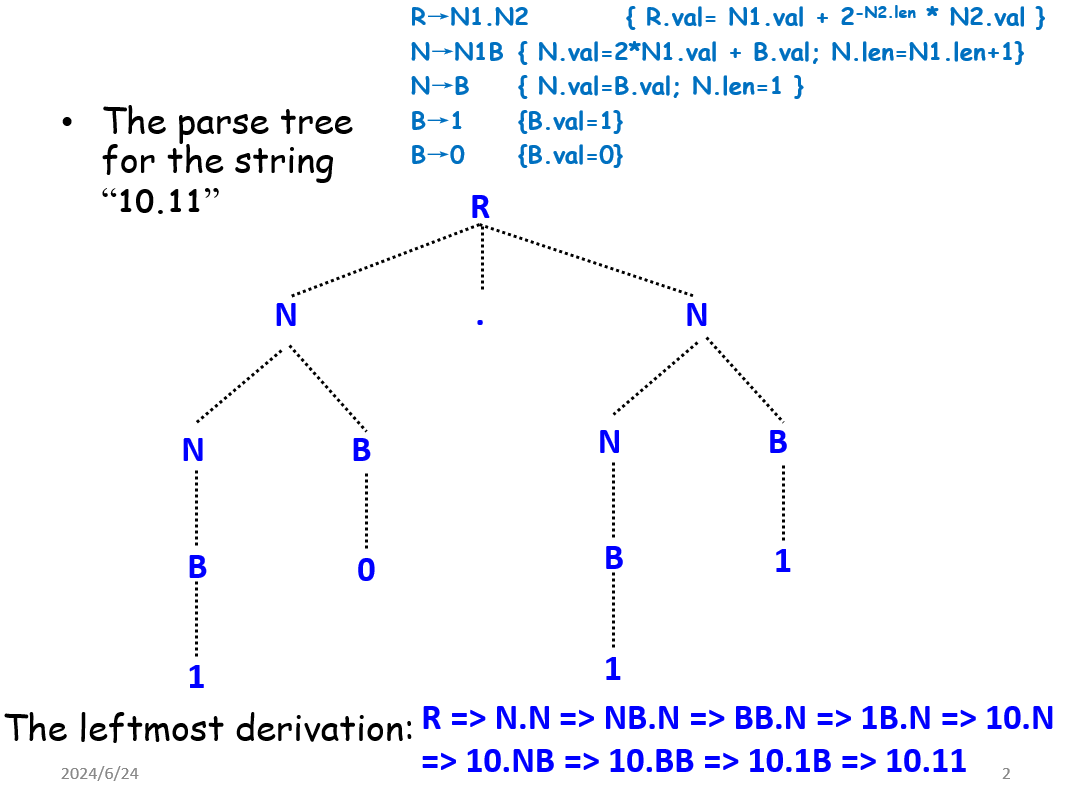 R→N1.N2 { R.val= N1.val + 2-N2.len * N2.val }
N→N1B { N.val=2*N1.val + B.val; N.len=N1.len+1}
N→B { N.val=B.val; N.len=1 }
B→1 {B.val=1}
B→0 {B.val=0}
• The parse tree
for the string
“10.11”
R
N . N
N B N B
B 0 B 1
1 1
The leftmost derivation: R => N.N => NB.N => BB.N => 1B.N => 10.N
=> 10.NB => 10.BB => 10.1B => 10.11
2024/6/24 2